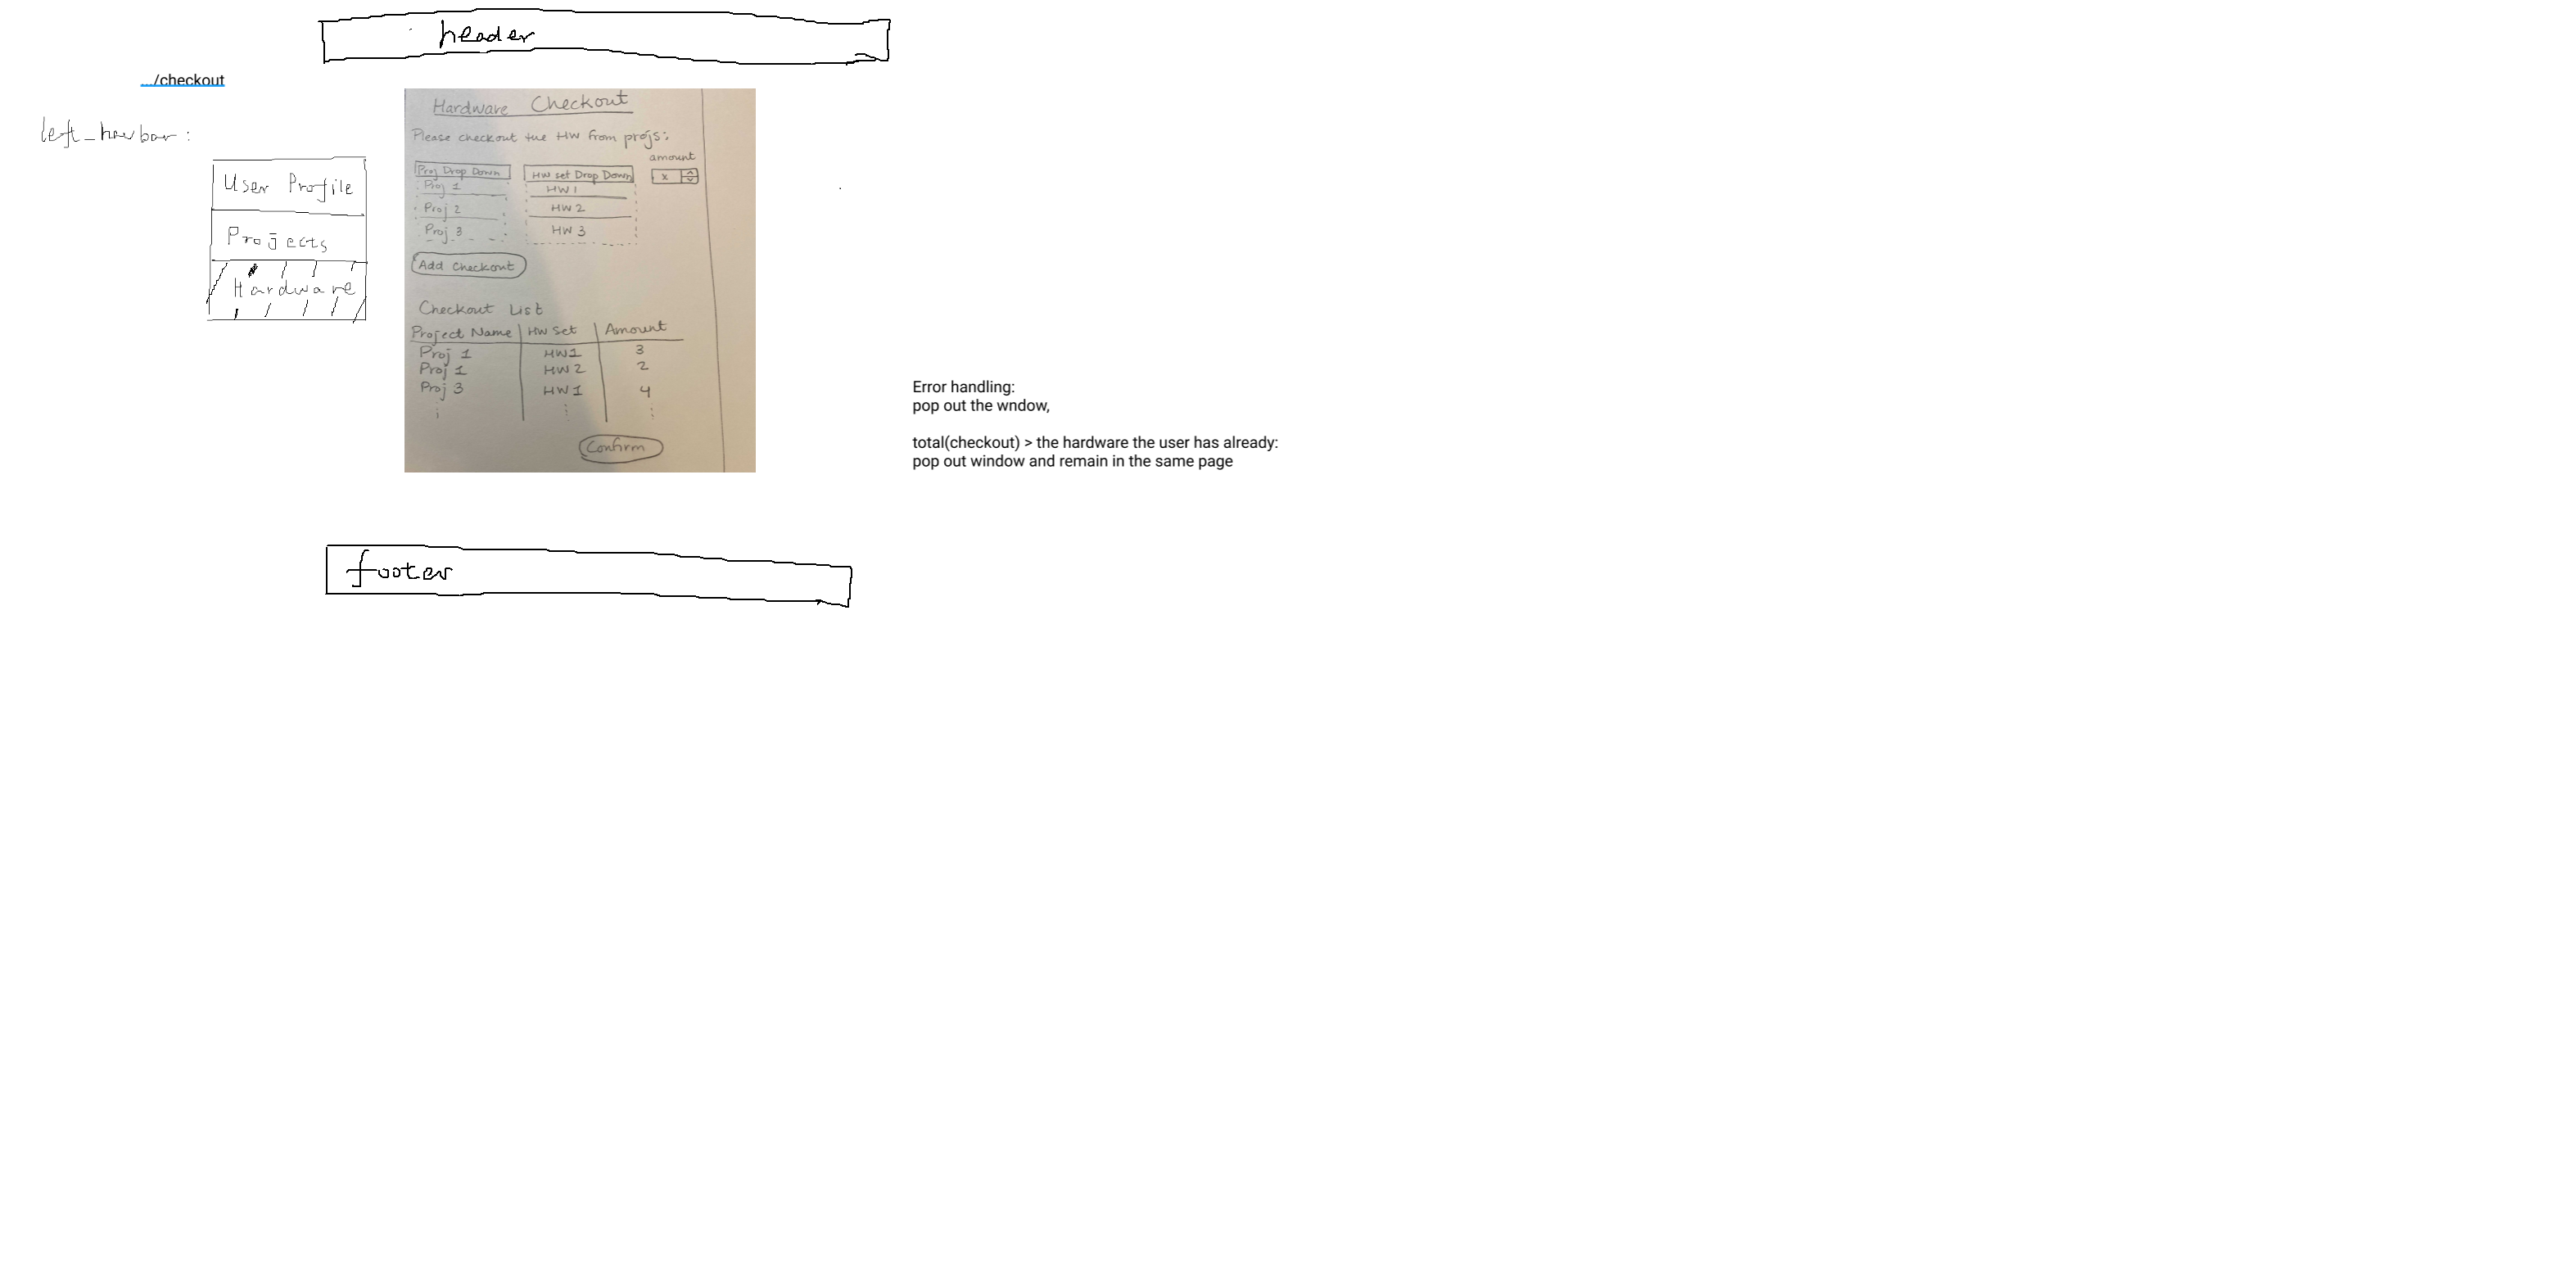 header
.../checkout
left_navbar:
User Profile
Projects
Hardware
Hardware Checkout
Please checkout the HW from projs:
amount
Proj Drop Down
HW set Drop Down
x
Proj 1
HW1
Proj 2
HW 2
Proj 3
HW 3
Add Checkout
Checkout List
Project Name HW Set Amount
Proj 1 HW1 3
Proj 1 HW 2 2
Proj 3 HW1 4
Confirm
Error handling:
pop out the wndow,
total(checkout) > the hardware the user has already:
pop out window and remain in the same page
footer